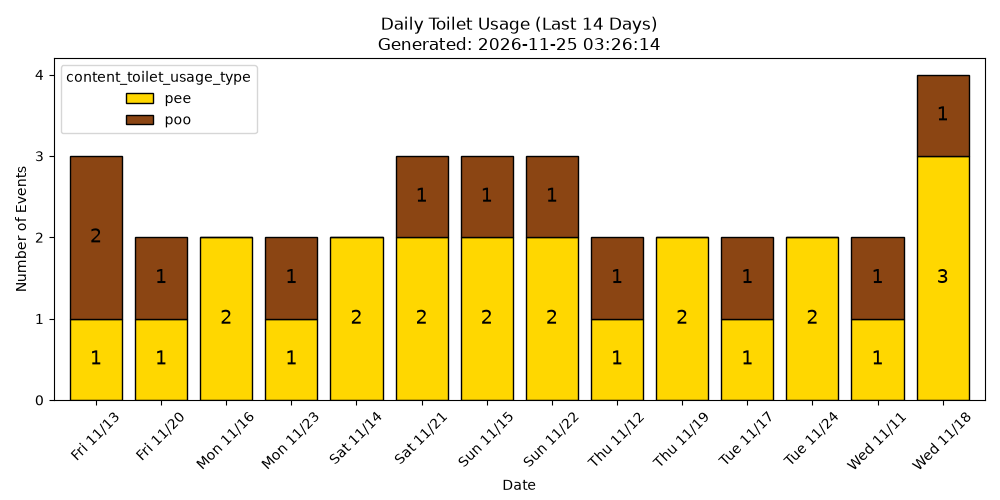 Daily Toilet Usage (Last 14 Days)
Generated: 2026-11-25 03:26:14
content_toilet_usage_type
pee
poo
Number of Events
4
3
2
1
0
2
1
1
1
2
1
1
2
1
2
1
2
1
2
1
1
2
1
1
2
1
1
1
3
Fri 11/13
Fri 11/20
Mon 11/16
Mon 11/23
Sat 11/14
Sat 11/21
Sun 11/15
Sun 11/22
Thu 11/12
Thu 11/19
Tue 11/17
Tue 11/24
Wed 11/11
Wed 11/18
Date